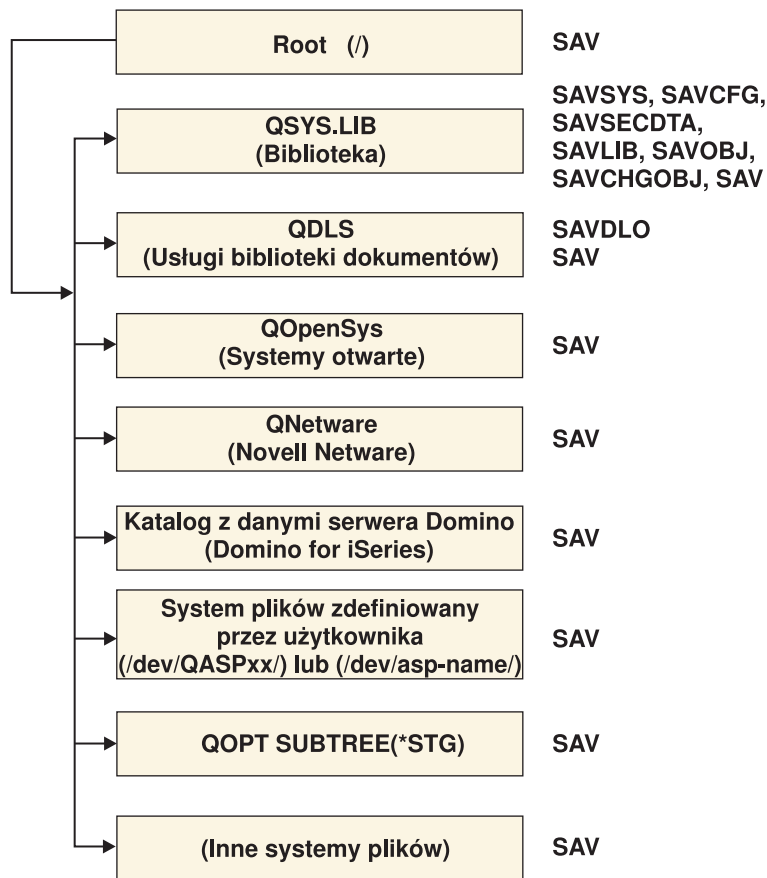 Root (/)
SAV
QSYS.LIB
(Biblioteka)
SAVSYS, SAVCFG,
SAVSECDTA,
SAVLIB, SAVOBJ,
SAVCHGOBJ, SAV
QDLS
(Usługi biblioteki dokumentów)
SAVDLO
SAV
QOpenSys
(Systemy otwarte)
SAV
QNetware
(Novell Netware)
SAV
Katalog z danymi serwera Domino
(Domino for iSeries)
SAV
System plików zdefiniowany
przez użytkownika
(/dev/QASPxx/) lub (/dev/asp-name/)
SAV
QOPT SUBTREE(*STG)
SAV
(Inne systemy plików)
SAV